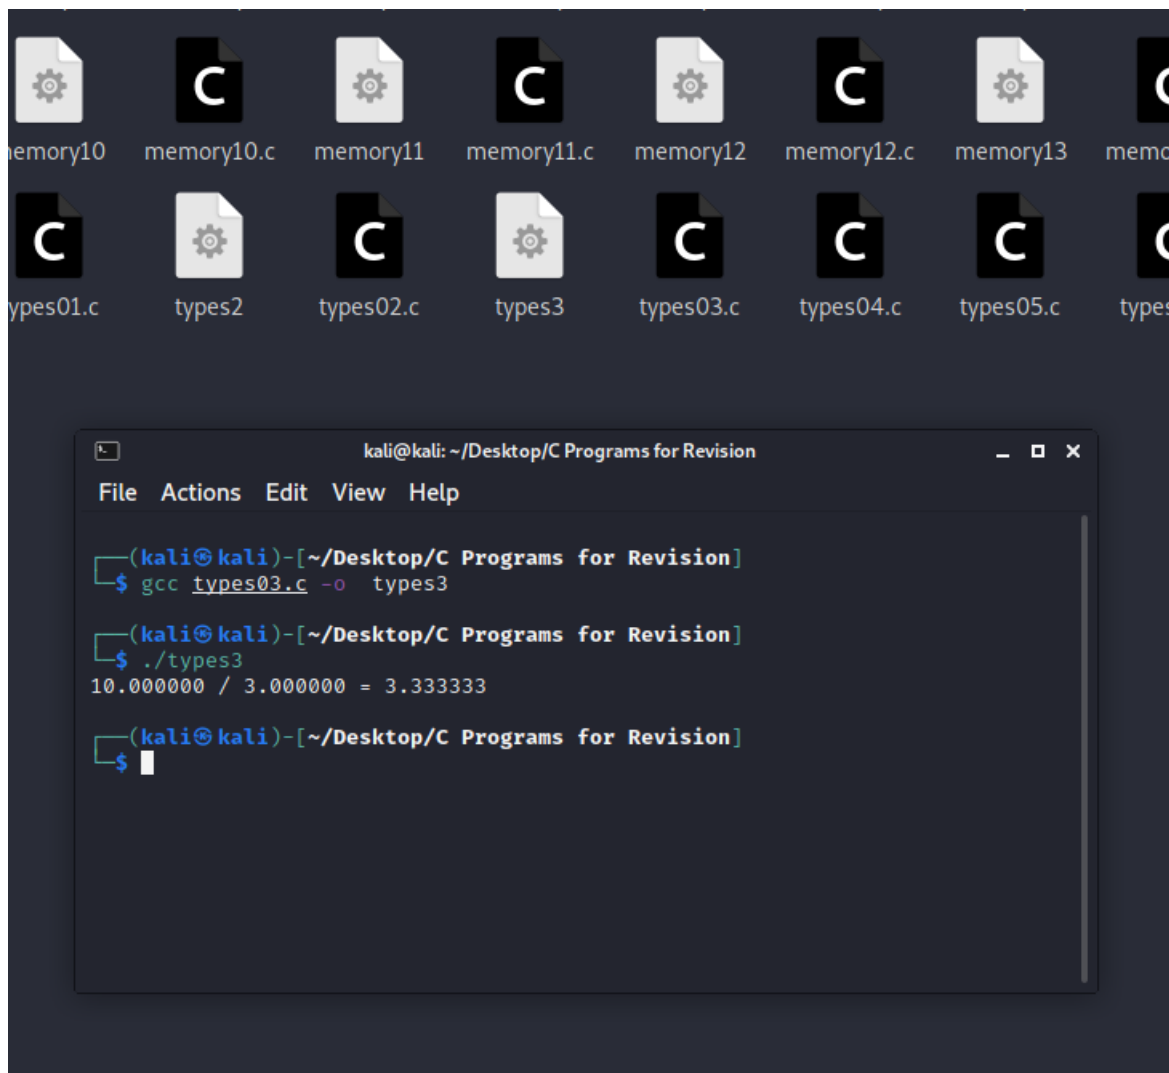 memory10.c memory11 memory11.c memory12 memory12.c memory13
types2 types02.c types3 types03.c types04.c types05.c
kali@kali: ~/Desktop/C Programs for Revision
File Actions Edit View Help
┌──(kali㉿kali)-[~/Desktop/C Programs for Revision]
└─$ gcc types03.c -o  types3
┌──(kali㉿kali)-[~/Desktop/C Programs for Revision]
└─$ ./types3
10.000000 / 3.000000 = 3.333333
┌──(kali㉿kali)-[~/Desktop/C Programs for Revision]
└─$